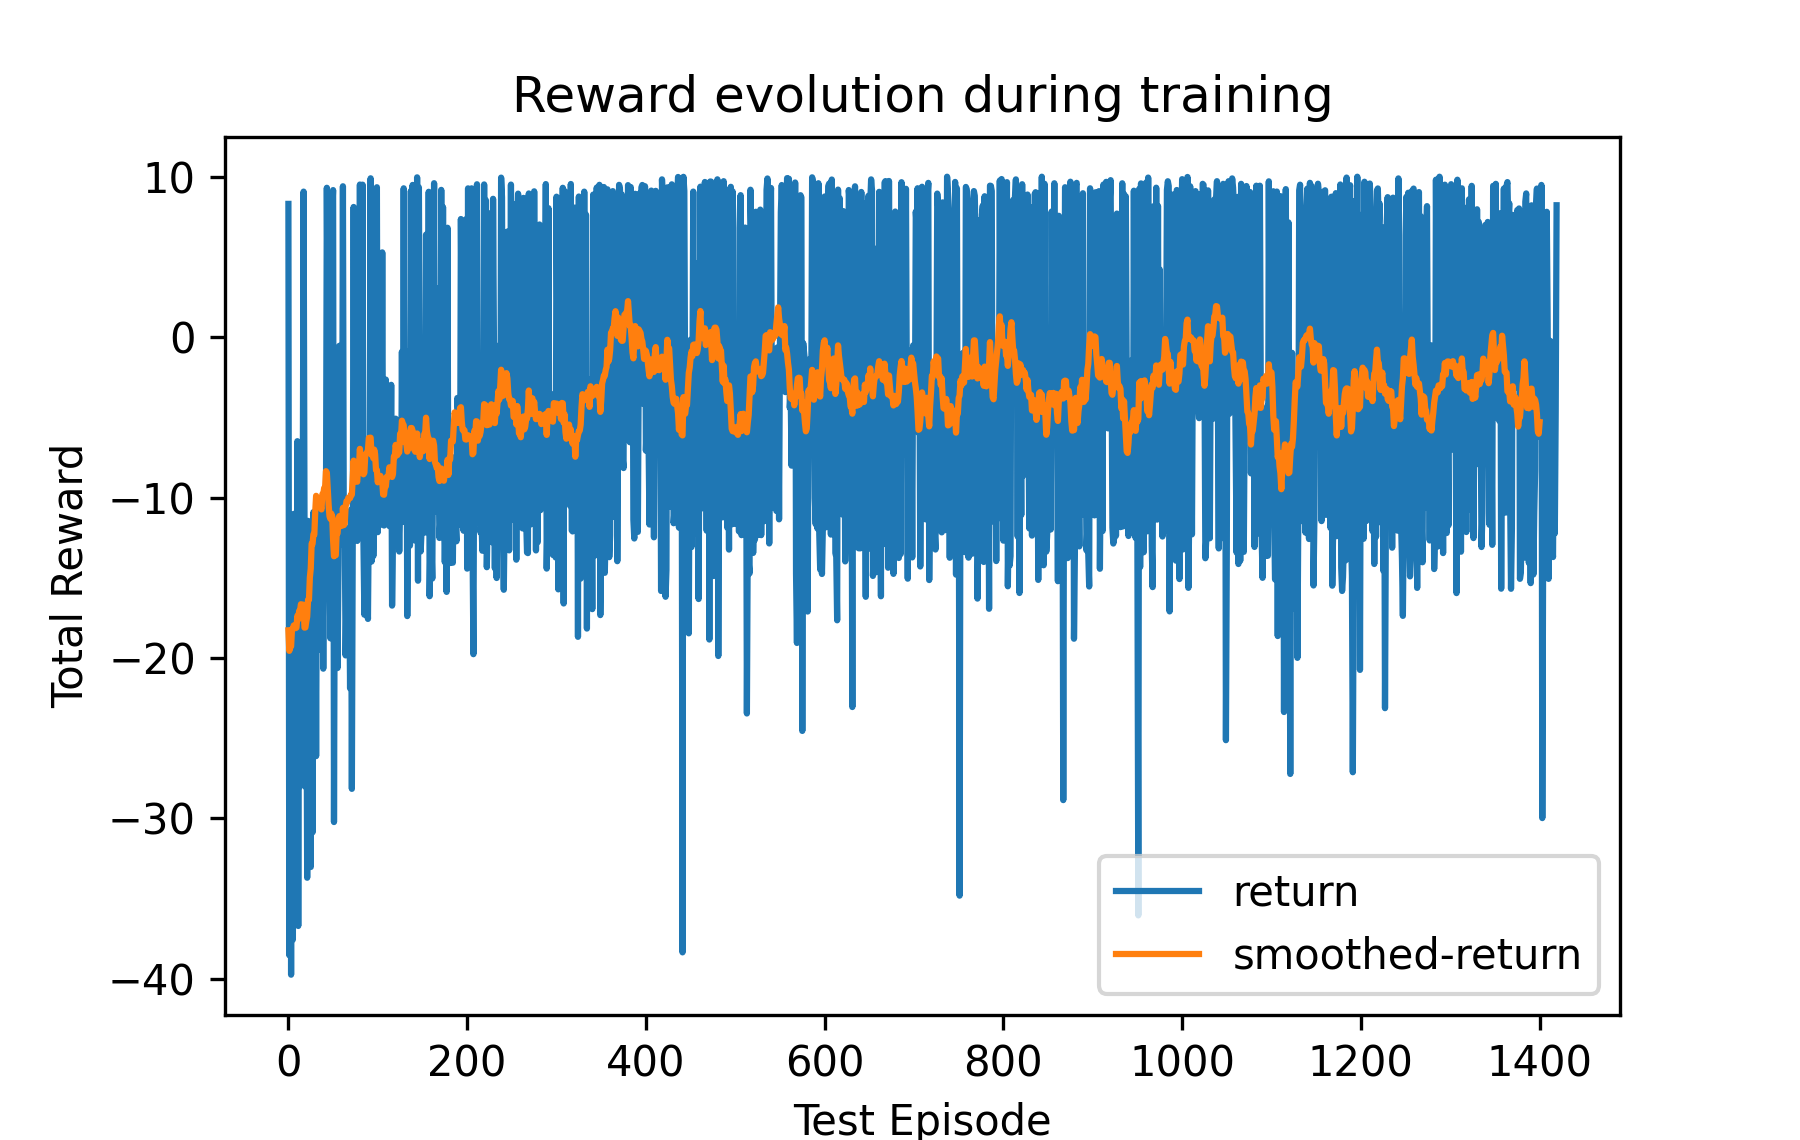 Reward evolution during training
10
0
−10
−20
−30
−40
Total Reward
0 200 400 600 800 1000 1200 1400
Test Episode
return
smoothed-return